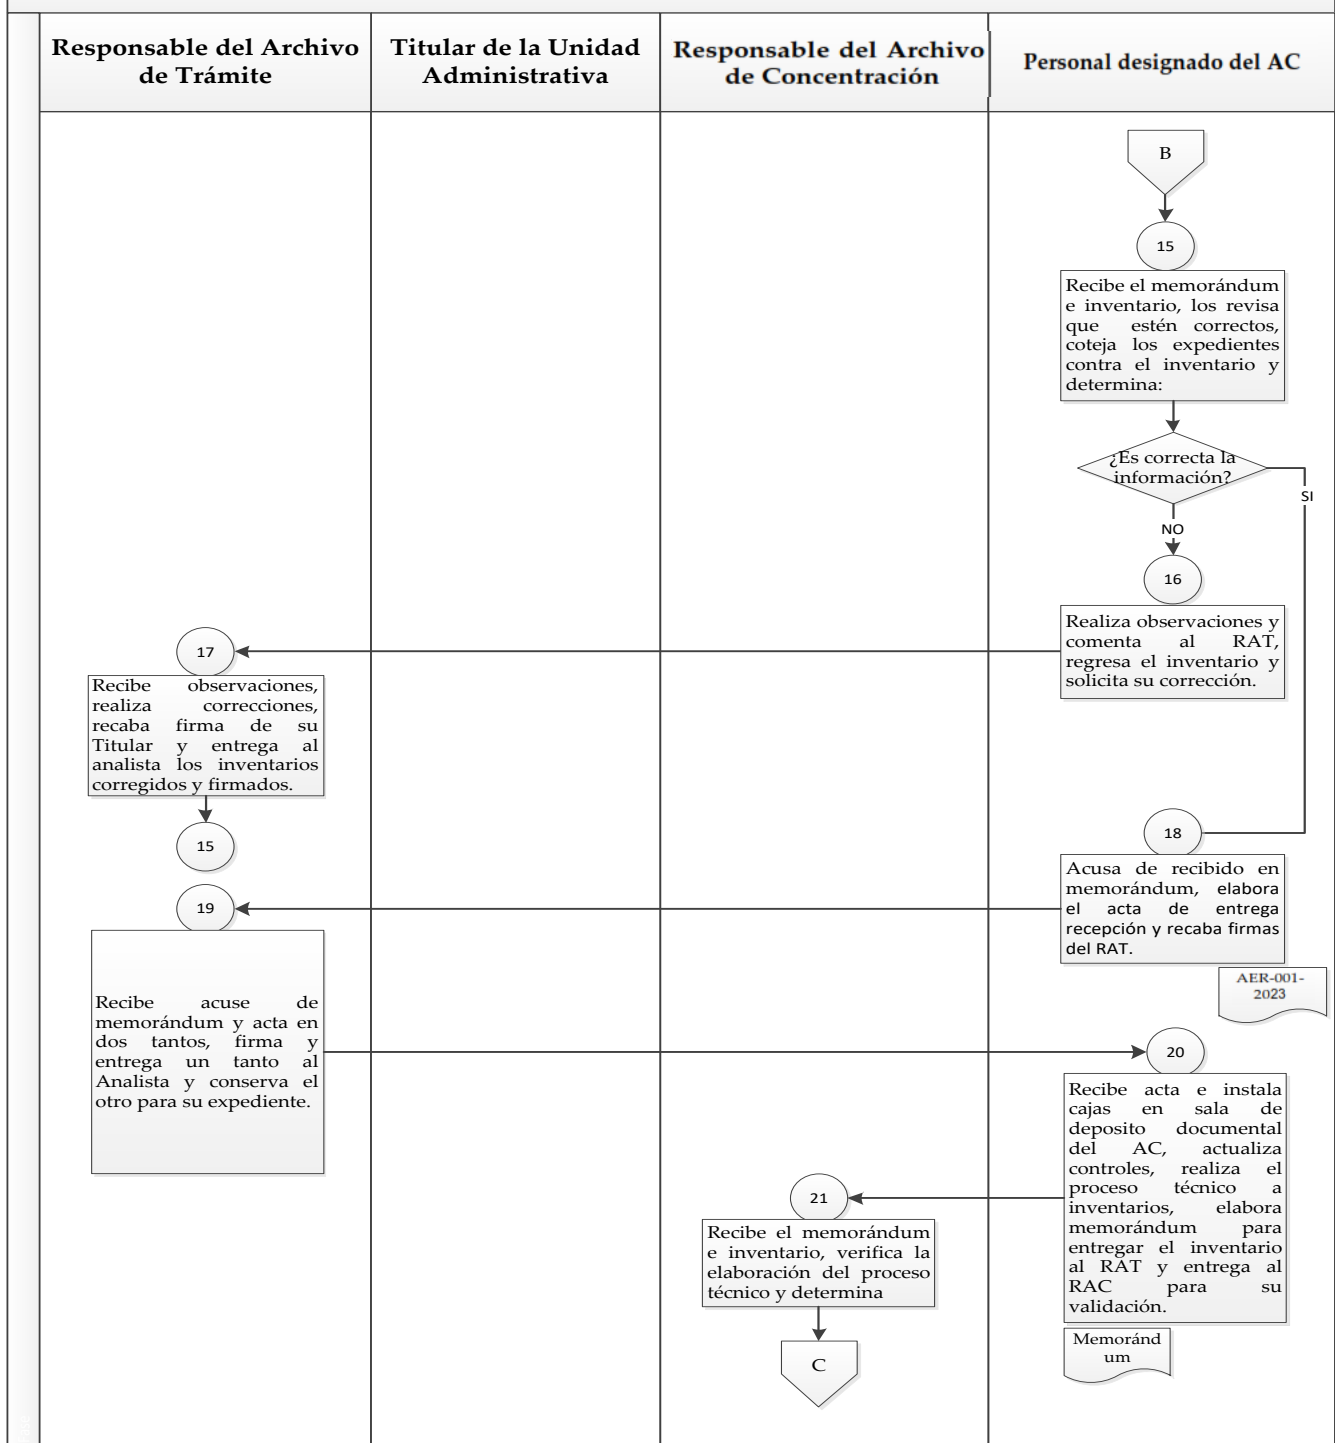 Responsable del Archivo
de Trámite
Titular de la Unidad
Administrativa
Responsable del Archivo
de Concentración
Personal designado del AC
B
15
Recibe el memorándum
e inventario, los revisa
que estén correctos,
coteja los expedientes
contra el inventario y
determina:
¿Es correcta la
información?
SI
NO
16
Realiza observaciones y
comenta al RAT,
regresa el inventario y
solicita su corrección.
17
Recibe observaciones,
realiza correcciones,
recaba firma de su
Titular y entrega al
analista los inventarios
corregidos y firmados.
15
18
Acusa de recibido en
memorándum, elabora
el acta de entrega
recepción y recaba firmas
del RAT.
AER-001-
2023
19
Recibe acuse de
memorándum y acta en
dos tantos, firma y
entrega un tanto al
Analista y conserva el
otro para su expediente.
20
Recibe acta e instala
cajas en sala de
deposito documental
del AC, actualiza
controles, realiza el
proceso técnico a
inventarios, elabora
memorándum para
entregar el inventario
al RAT y entrega al
RAC para su
validación.
Memoránd
um
21
Recibe el memorándum
e inventario, verifica la
elaboración del proceso
técnico y determina
C